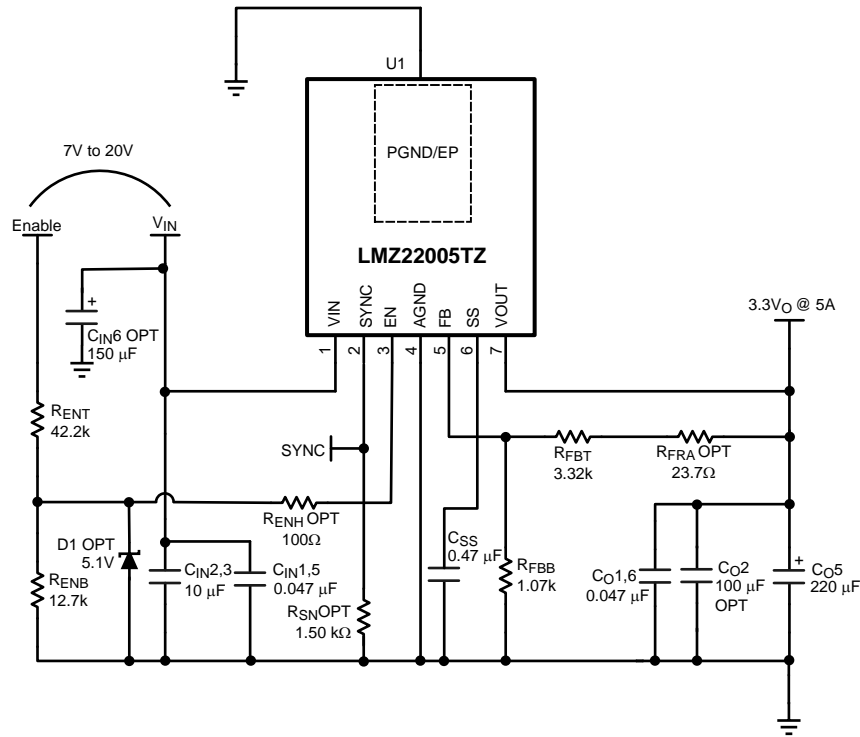 U1
PGND/EP
7V to 20V
Enable
VIN
LMZ22005TZ
VIN
SYNC
EN
AGND
FB
SS
VOUT
1
2
3
4
5
6
7
3.3VO @ 5A
+
CIN6 OPT
150 µF
RENT
42.2k
SYNC
RFBT
3.32k
RFRA OPT
23.7Ω
RENH OPT
100Ω
D1 OPT
5.1V
RENB
12.7k
CIN2,3
10 µF
CIN1,5
0.047 µF
RSNOPT
1.50 kΩ
CSS
0.47 µF
RFBB
1.07k
CO1,6
0.047 µF
CO2
100 µF
OPT
+
CO5
220 µF